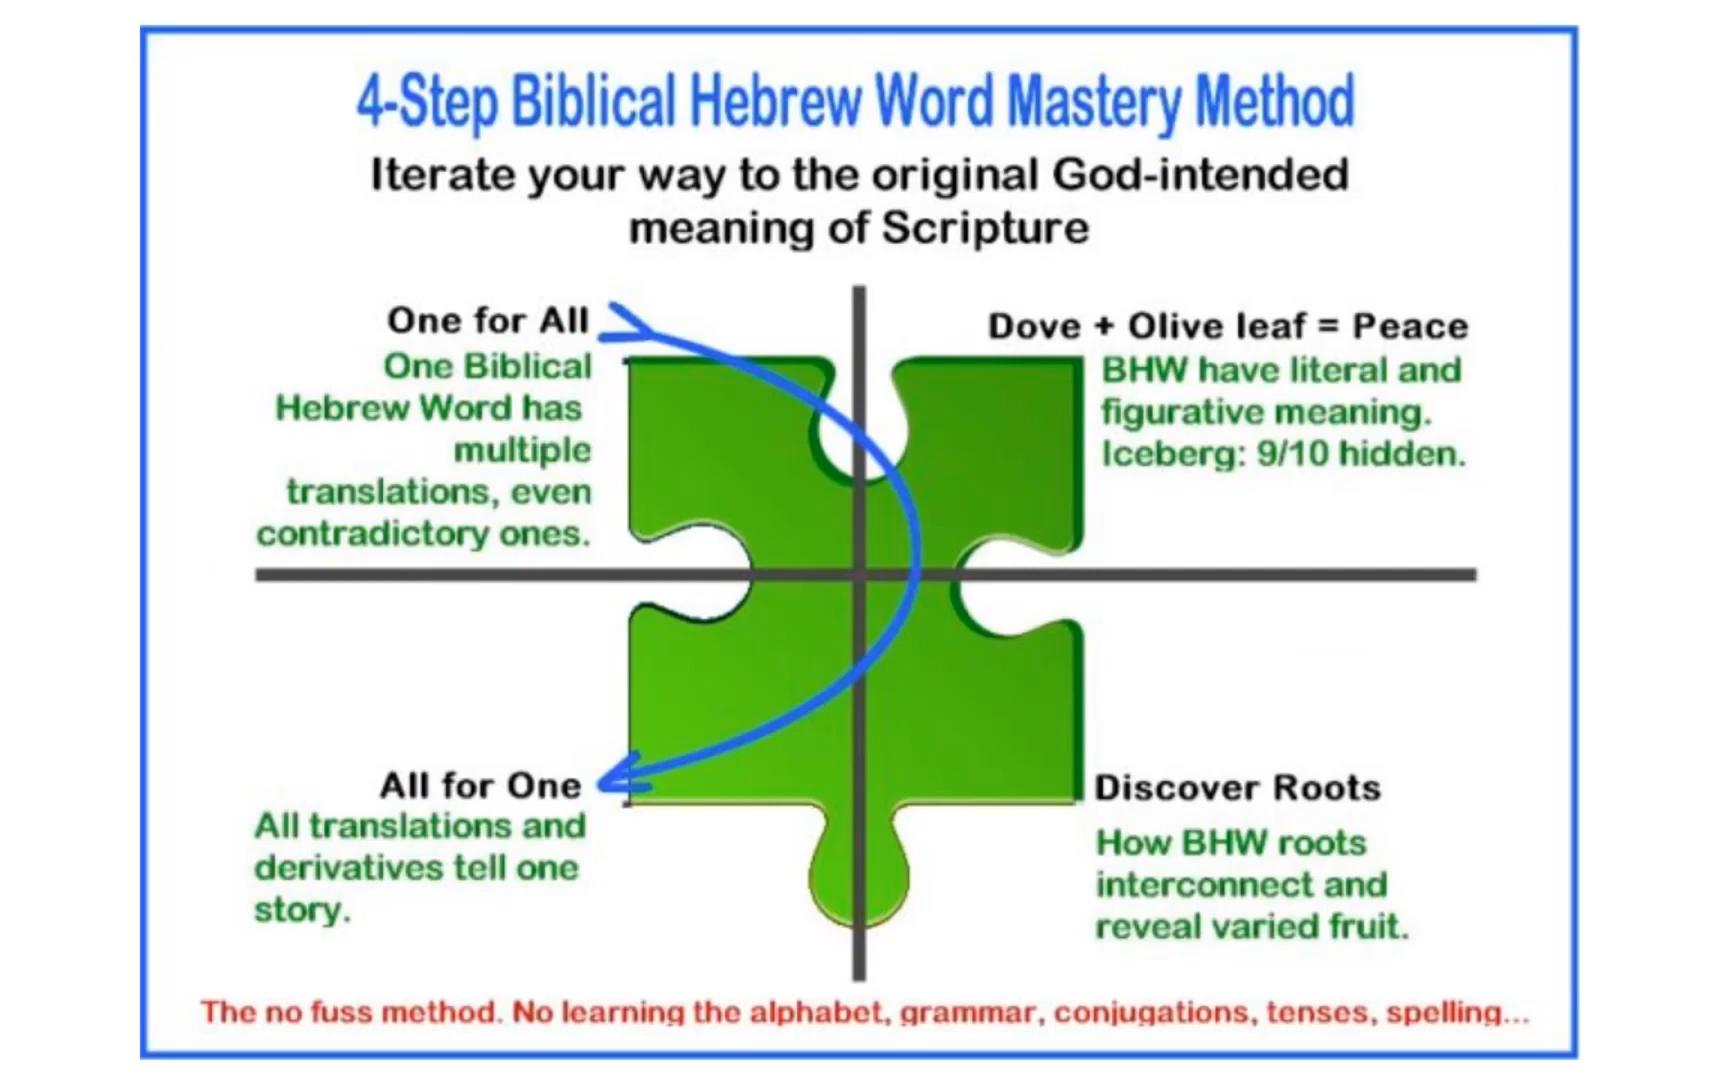 4-Step Biblical Hebrew Word Mastery Method
Iterate your way to the original God-intended
meaning of Scripture
One for All
One Biblical
Hebrew Word has
multiple
translations, even
contradictory ones.
Dove + Olive leaf = Peace
BHW have literal and
figurative meaning.
Iceberg: 9/10 hidden.
All for One
All translations and
derivatives tell one
story.
Discover Roots
How BHW roots
interconnect and
reveal varied fruit.
The no fuss method. No learning the alphabet, grammar, conjugations, tenses, spelling...